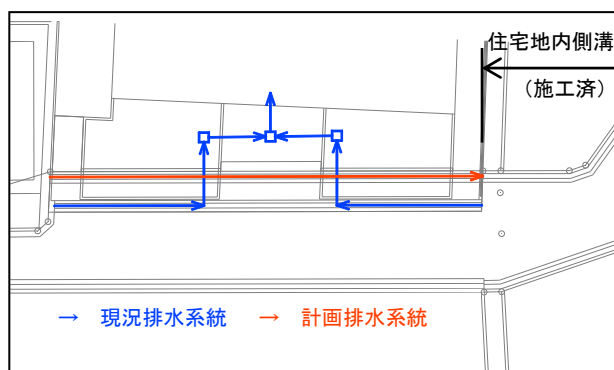 住宅地内側溝
（施工済）
→ 現況排水系統 → 計画排水系統